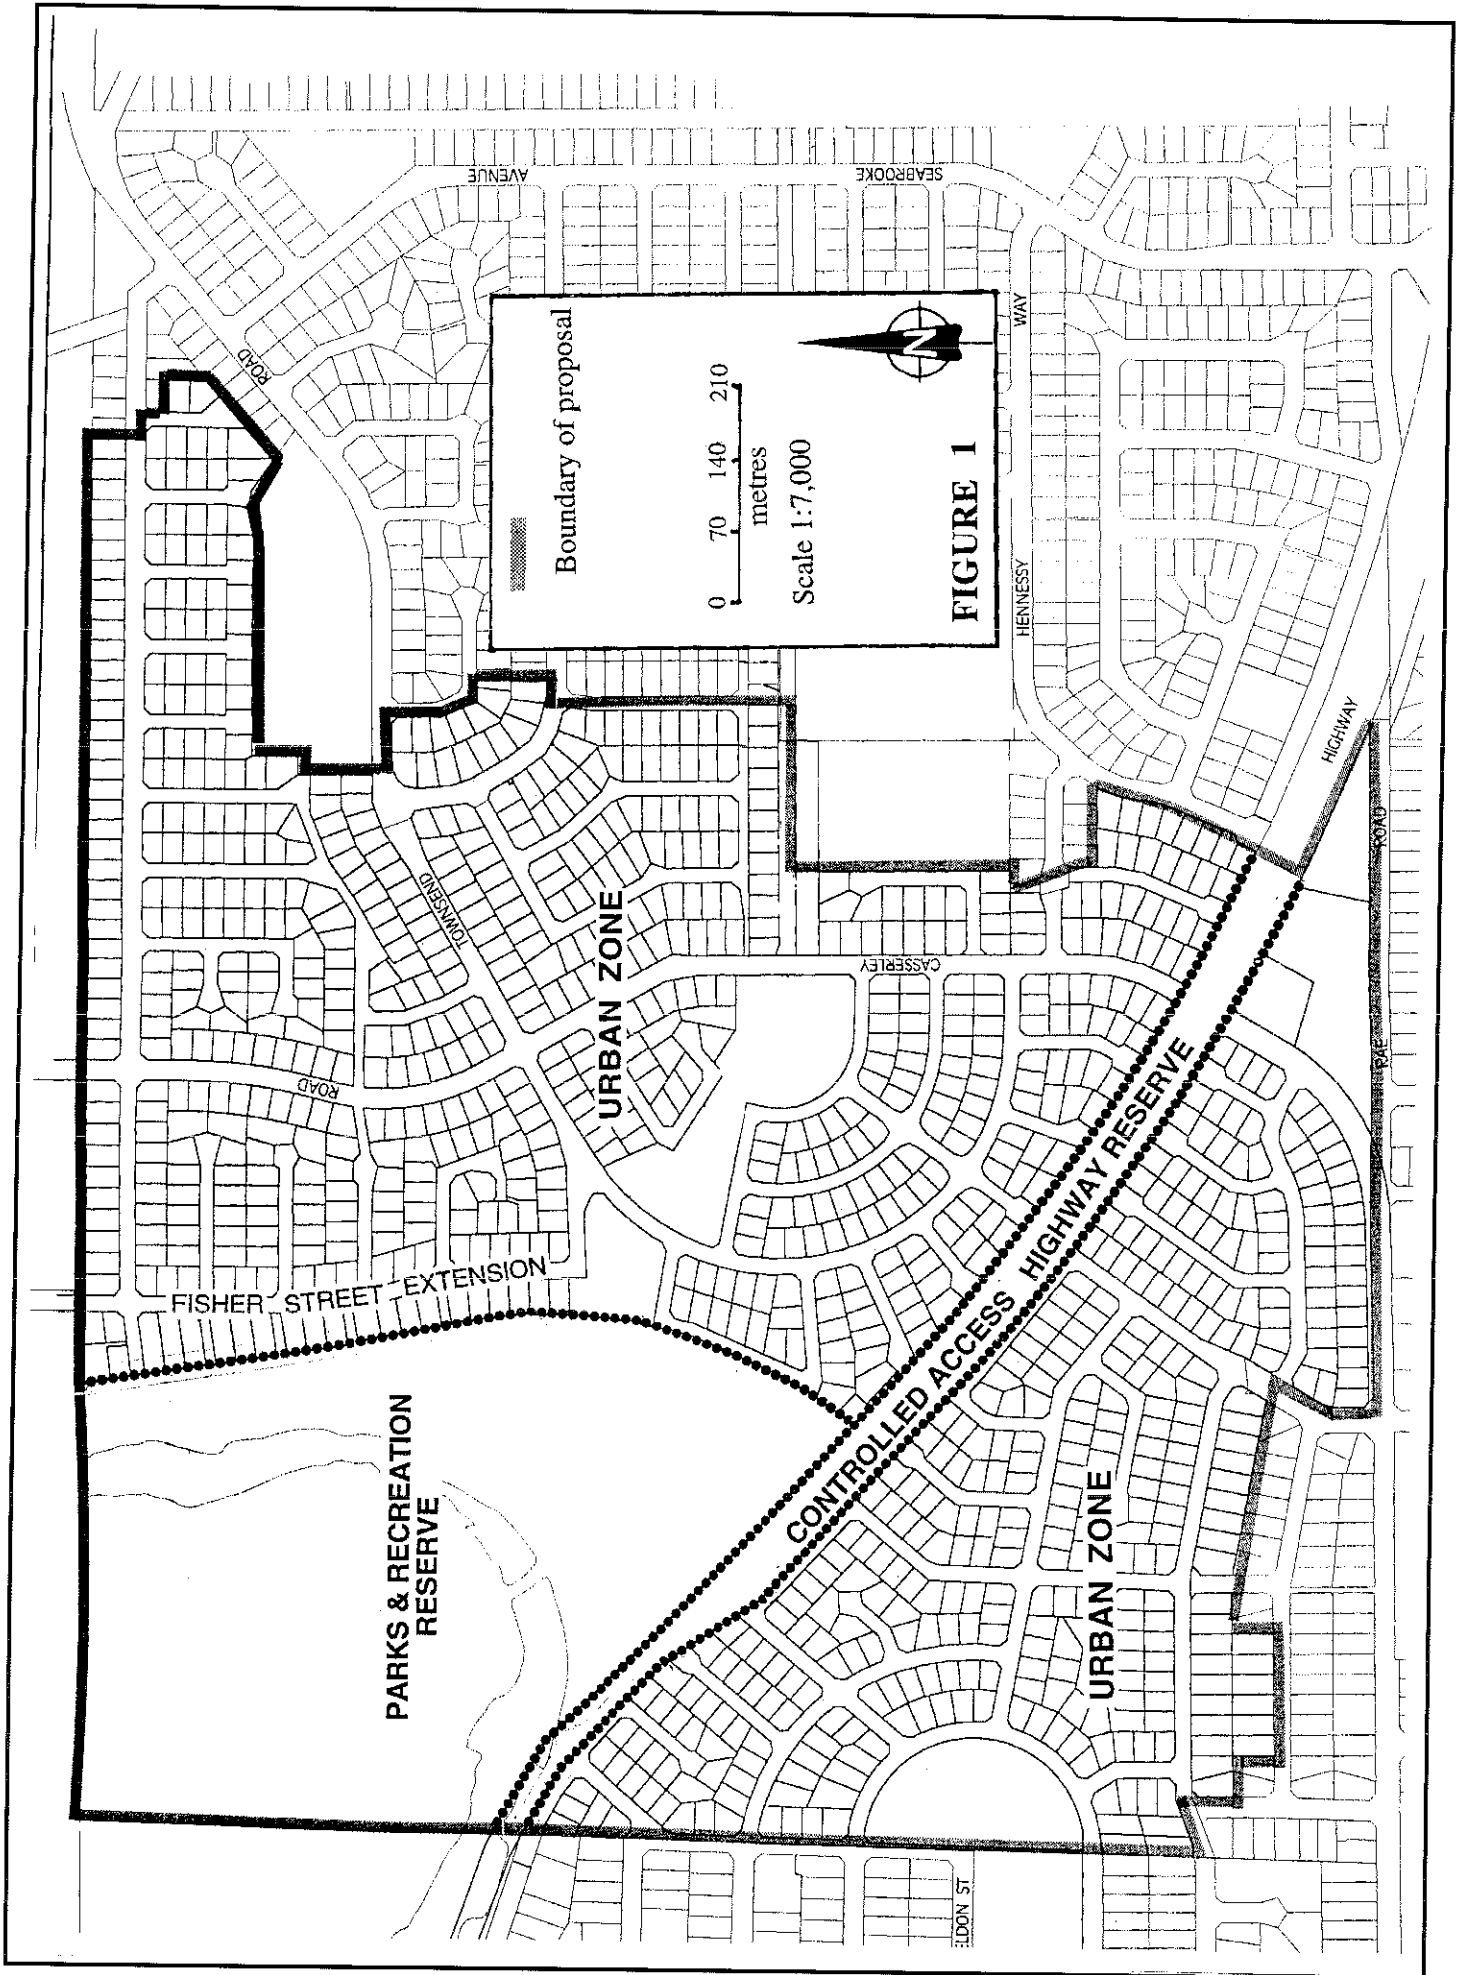 PARKS & RECREATION
RESERVE
FISHER STREET EXTENSION
ROAD
TOWNSEND
ROAD
AVENUE
SEABROOKE
URBAN ZONE
CASSERLEY
CONTROLLED ACCESS HIGHWAY RESERVE
URBAN ZONE
HENNESSY
WAY
HIGHWAY
RAE
ROAD
ELDON ST
Boundary of proposal
0 70 140 210
metres
Scale 1:7,000
N
FIGURE 1